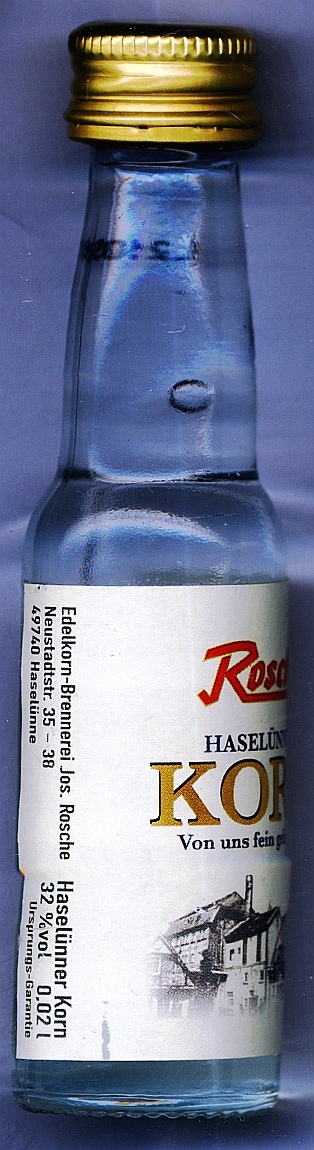 Rosc
HASELÜNN
KOR
Von uns fein ge
Edelkorn-Brennerei Jos. Rosche
Neustadtstr. 35 – 38
49740 Haselünne
Haselünner Korn
32 %vol 0,02 l
Ursprungs-Garantie